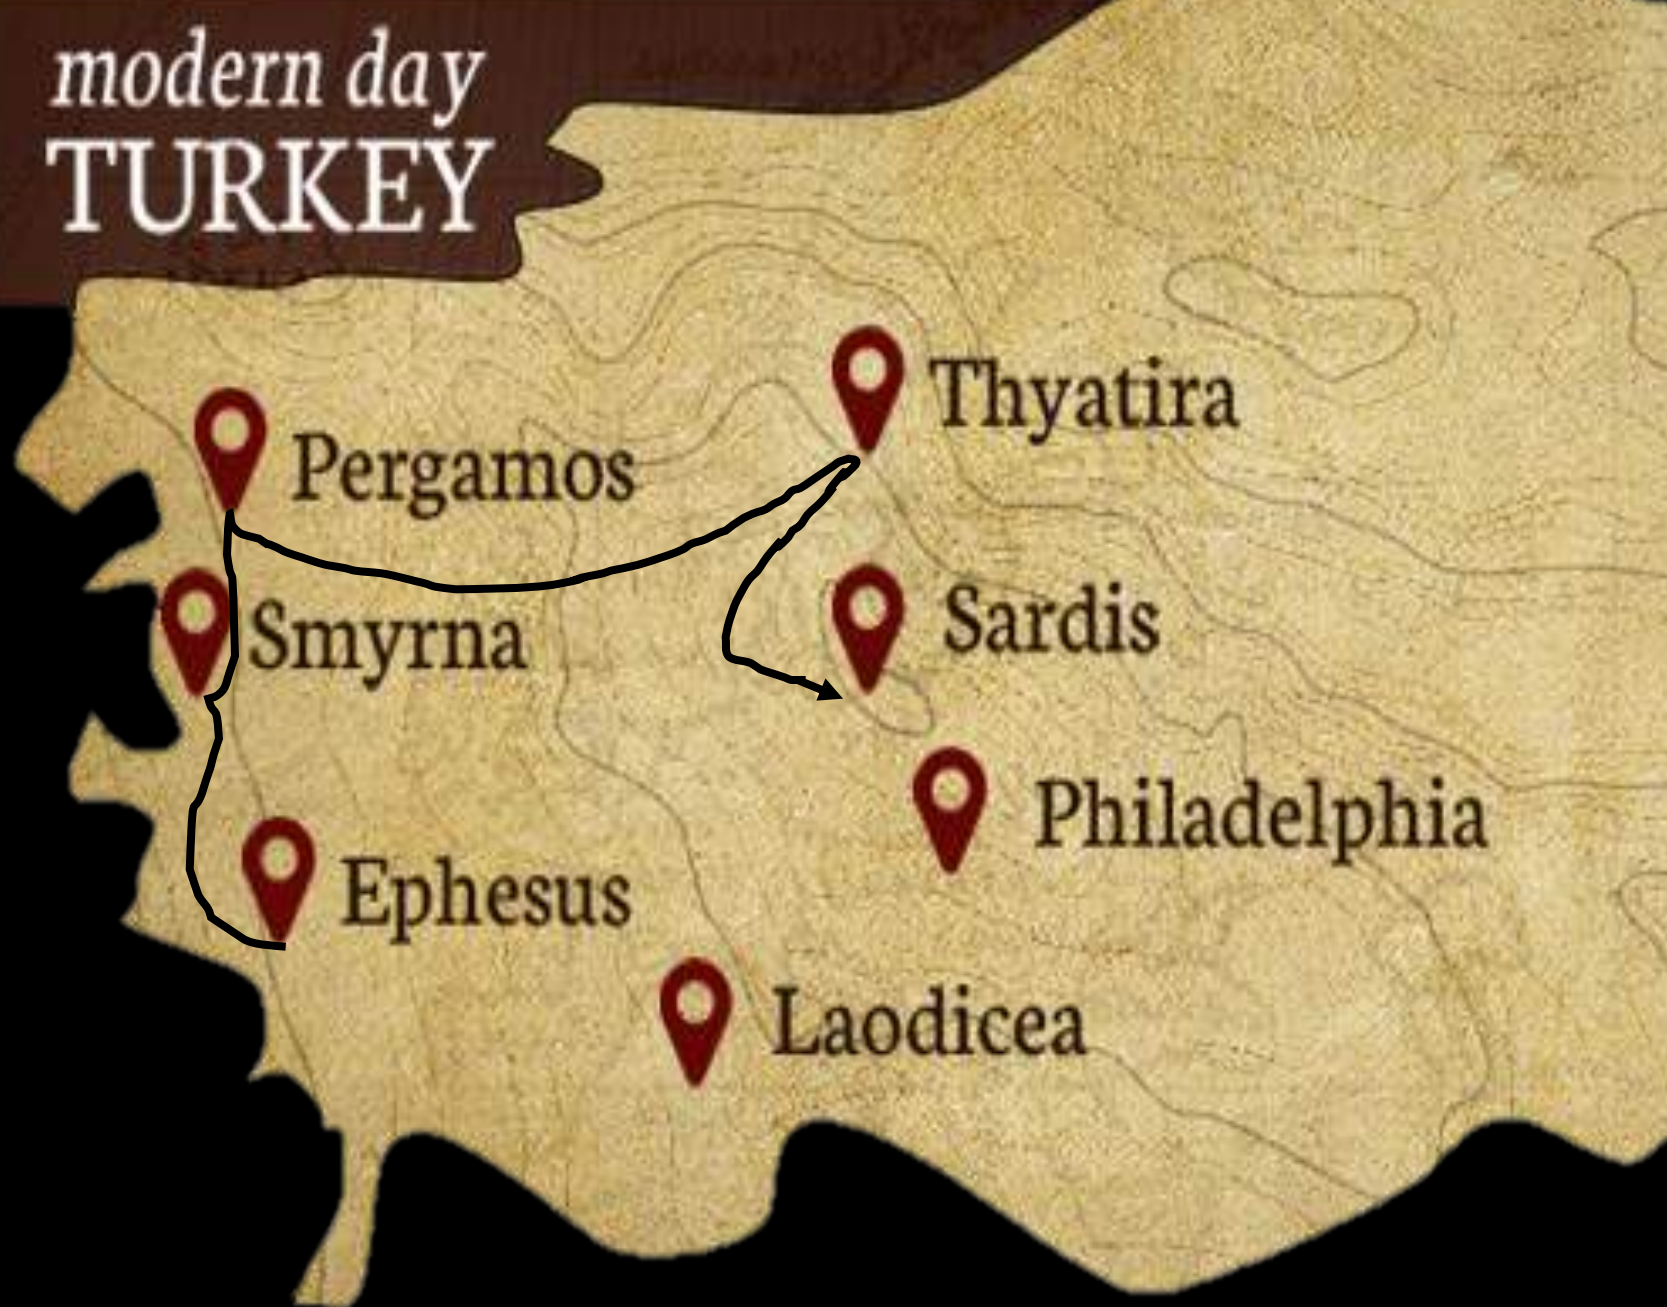 modern day
TURKEY
Thyatira
Pergamos
Sardis
Smyrna
Philadelphia
Ephesus
Laodicea